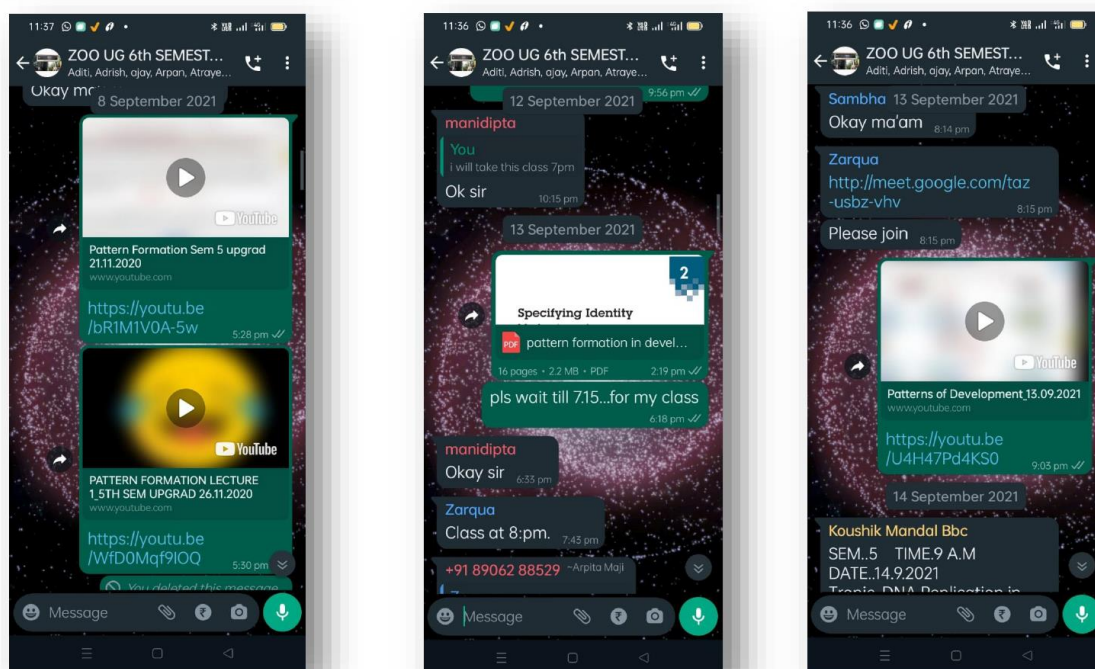 11:37
ZOO UG 6th SEMEST...
Aditi, Adrish, ajay, Arpan, Atraye...
Okay ma
8 September 2021
YouTube
Pattern Formation Sem 5 upgrad
21.11.2020
www.youtube.com
https://youtu.be
/bR1M1V0A-5w
5:28 pm
YouTube
PATTERN FORMATION LECTURE
1_5TH SEM UPGRAD 26.11.2020
www.youtube.com
https://youtu.be
/WfD0Mqf9IOQ
5:30 pm
You deleted this message
Message
11:36
ZOO UG 6th SEMEST...
Aditi, Adrish, ajay, Arpan, Atraye...
9:56 pm
12 September 2021
manidipta
You
i will take this class 7pm
Ok sir
10:15 pm
13 September 2021
2
Specifying Identity
PDF pattern formation in devel...
16 pages • 2.2 MB • PDF 2:19 pm
pls wait till 7.15...for my class
6:18 pm
manidipta
Okay sir
6:33 pm
Zarqua
Class at 8:pm.
7:43 pm
+91 89062 88529 ~Arpita Maji
Message
11:36
ZOO UG 6th SEMEST...
Aditi, Adrish, ajay, Arpan, Atraye...
Sambha 13 September 2021
Okay ma'am
8:14 pm
Zarqua
http://meet.google.com/taz
-usbz-vhv
8:15 pm
Please join
8:15 pm
YouTube
Patterns of Development_13.09.2021
www.youtube.com
https://youtu.be
/U4H47Pd4KS0
9:03 pm
14 September 2021
Koushik Mandal Bbc
SEM..5 TIME.9 A.M
DATE..14.9.2021
Message